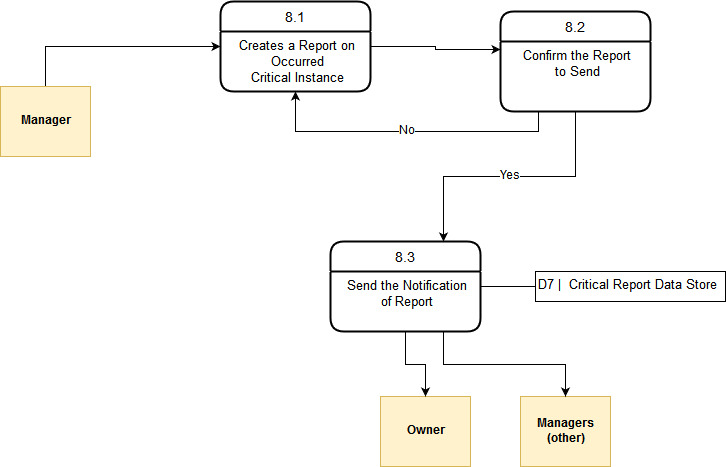 8.1
Creates a Report on
Occurred
Critical Instance
8.2
Confirm the Report
to Send
Manager
No
Yes
8.3
Send the Notification
of Report
D7 | Critical Report Data Store
Owner
Managers
(other)